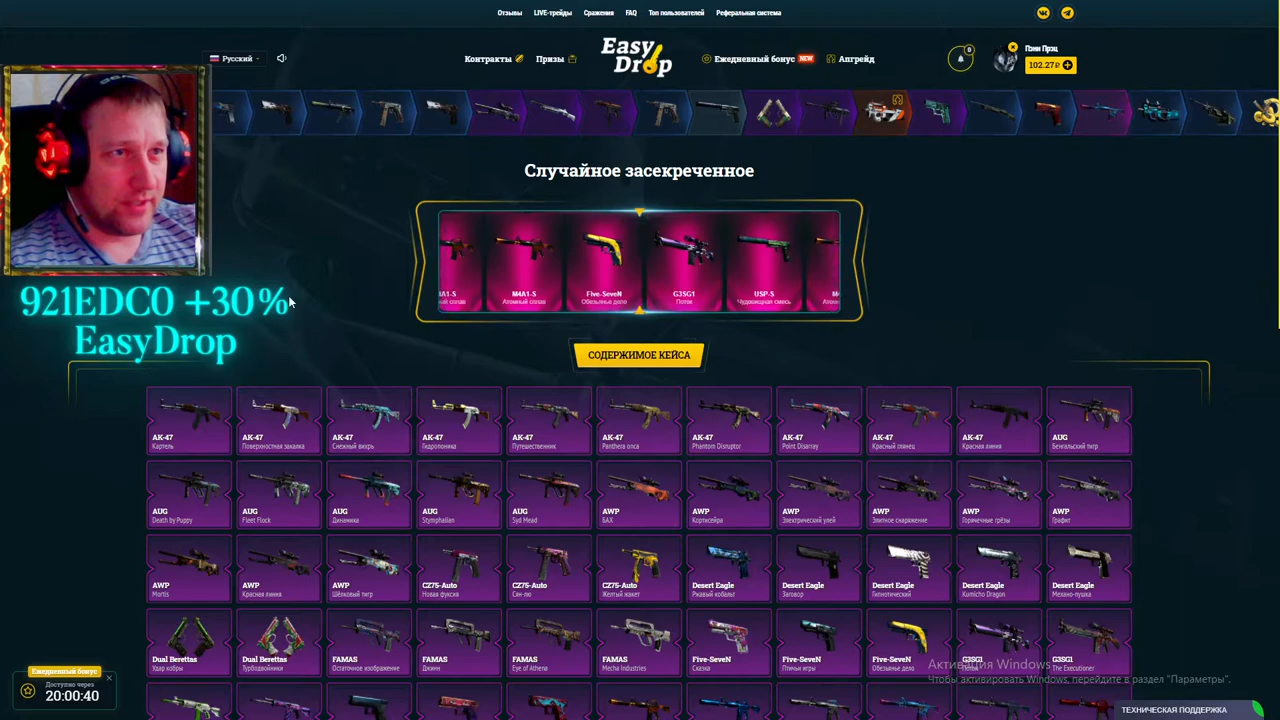 Отзывы LIVE-трейды Сражения FAQ Топ пользователей Реферальная система
Русский
Контракты Призы
Easy Drop
Ежедневный бонус NEW Апгрейд
0
Пэни Прэц
102.27₽
Случайное засекреченное
M4A1-S Five-SeveN G3SG1 USP-S
Атомный сплав Обезьянье дело Поток Чудовищная смесь
921EDC0 +30%
EasyDrop
СОДЕРЖИМОЕ КЕЙСА
AK-47 AK-47 AK-47 AK-47 AK-47 AK-47 AK-47 AK-47 AK-47 AK-47 AUG
Картель Поверхностная закалка Снежный вихрь Гидропоника Путешественник Panthera onca Phantom Disruptor Point Disarray Красный глянец Красная линия Бенгальский тигр
AUG AUG AUG AUG AUG AWP AWP AWP AWP AWP AWP
Death by Puppy Fleet Flock Динамика Stymphalian Syd Mead БАХ Кортисейра Электрический улей Элитное снаряжение Горячечные грёзы Графит
AWP AWP AWP CZ75-Auto CZ75-Auto CZ75-Auto Desert Eagle Desert Eagle Desert Eagle Desert Eagle Desert Eagle
Mortis Красная линия Шёлковый тигр Новая фуксия Сян-лю Желтый жакет Ржавый кобальт Заговор Гипнотический Kumicho Dragon Механо-пушка
Dual Berettas Dual Berettas FAMAS FAMAS FAMAS FAMAS Five-SeveN Five-SeveN Five-SeveN G3SG1 G3SG1
Удар кобры Турбодвойники Остаточное изображение Джинн Eye of Athena Mecha Industries Сказка Птичьи игры Обезьянье дело Поток The Executioner
Ежедневный бонус
Доступно через
20:00:40
Активация Windows
Чтобы активировать Windows, перейдите в раздел "Параметры".
ТЕХНИЧЕСКАЯ ПОДДЕРЖКА